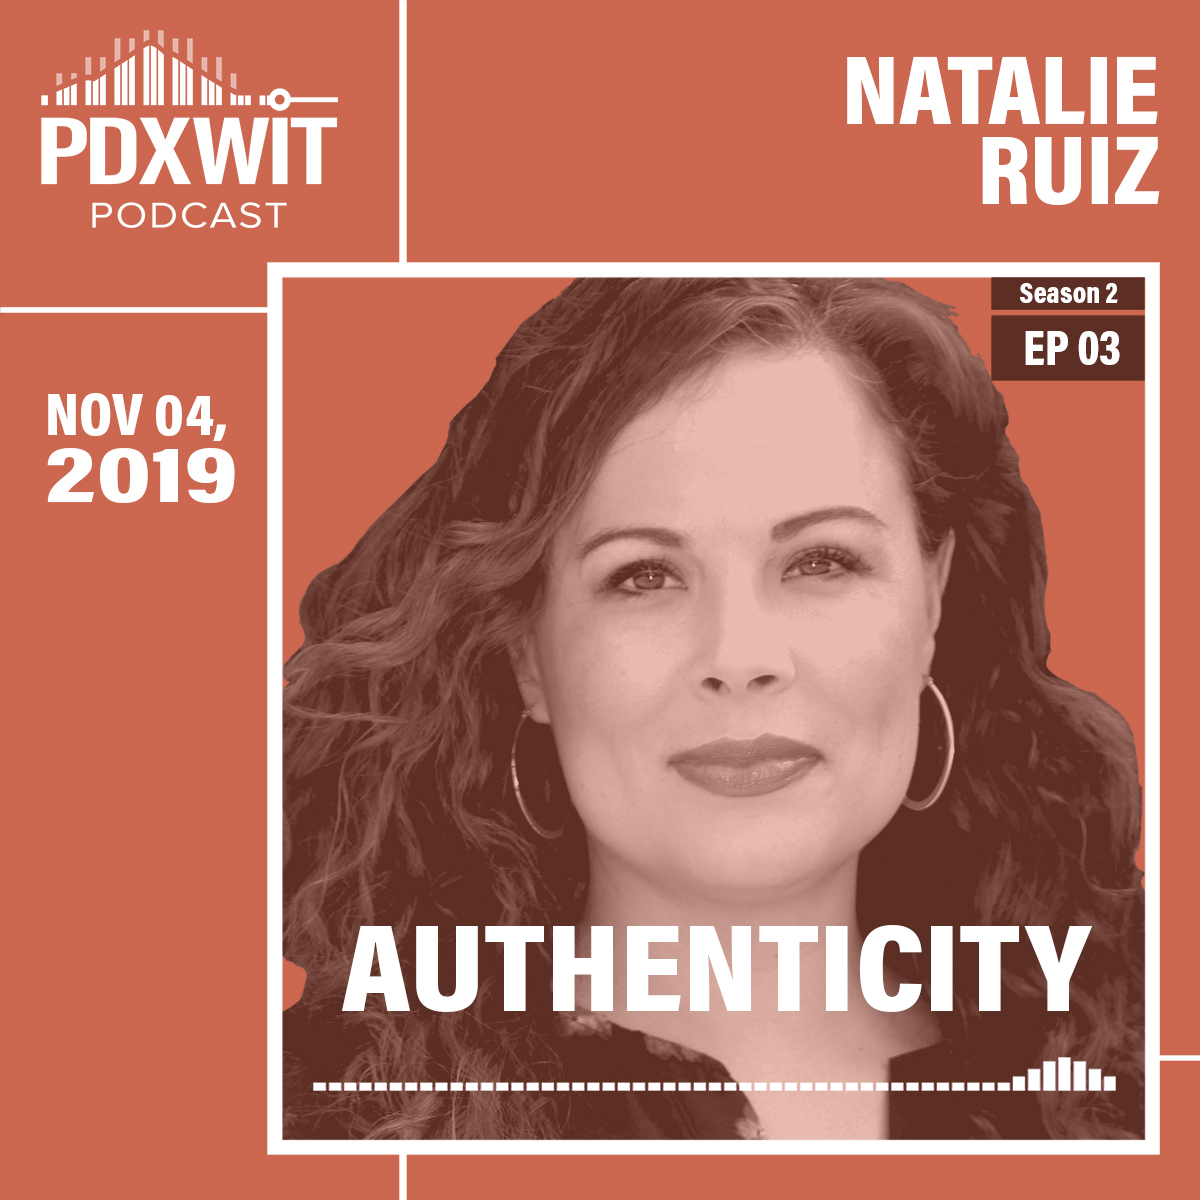 PDXWIT
PODCAST
NATALIE
RUIZ
Season 2
EP 03
NOV 04,
2019
AUTHENTICITY